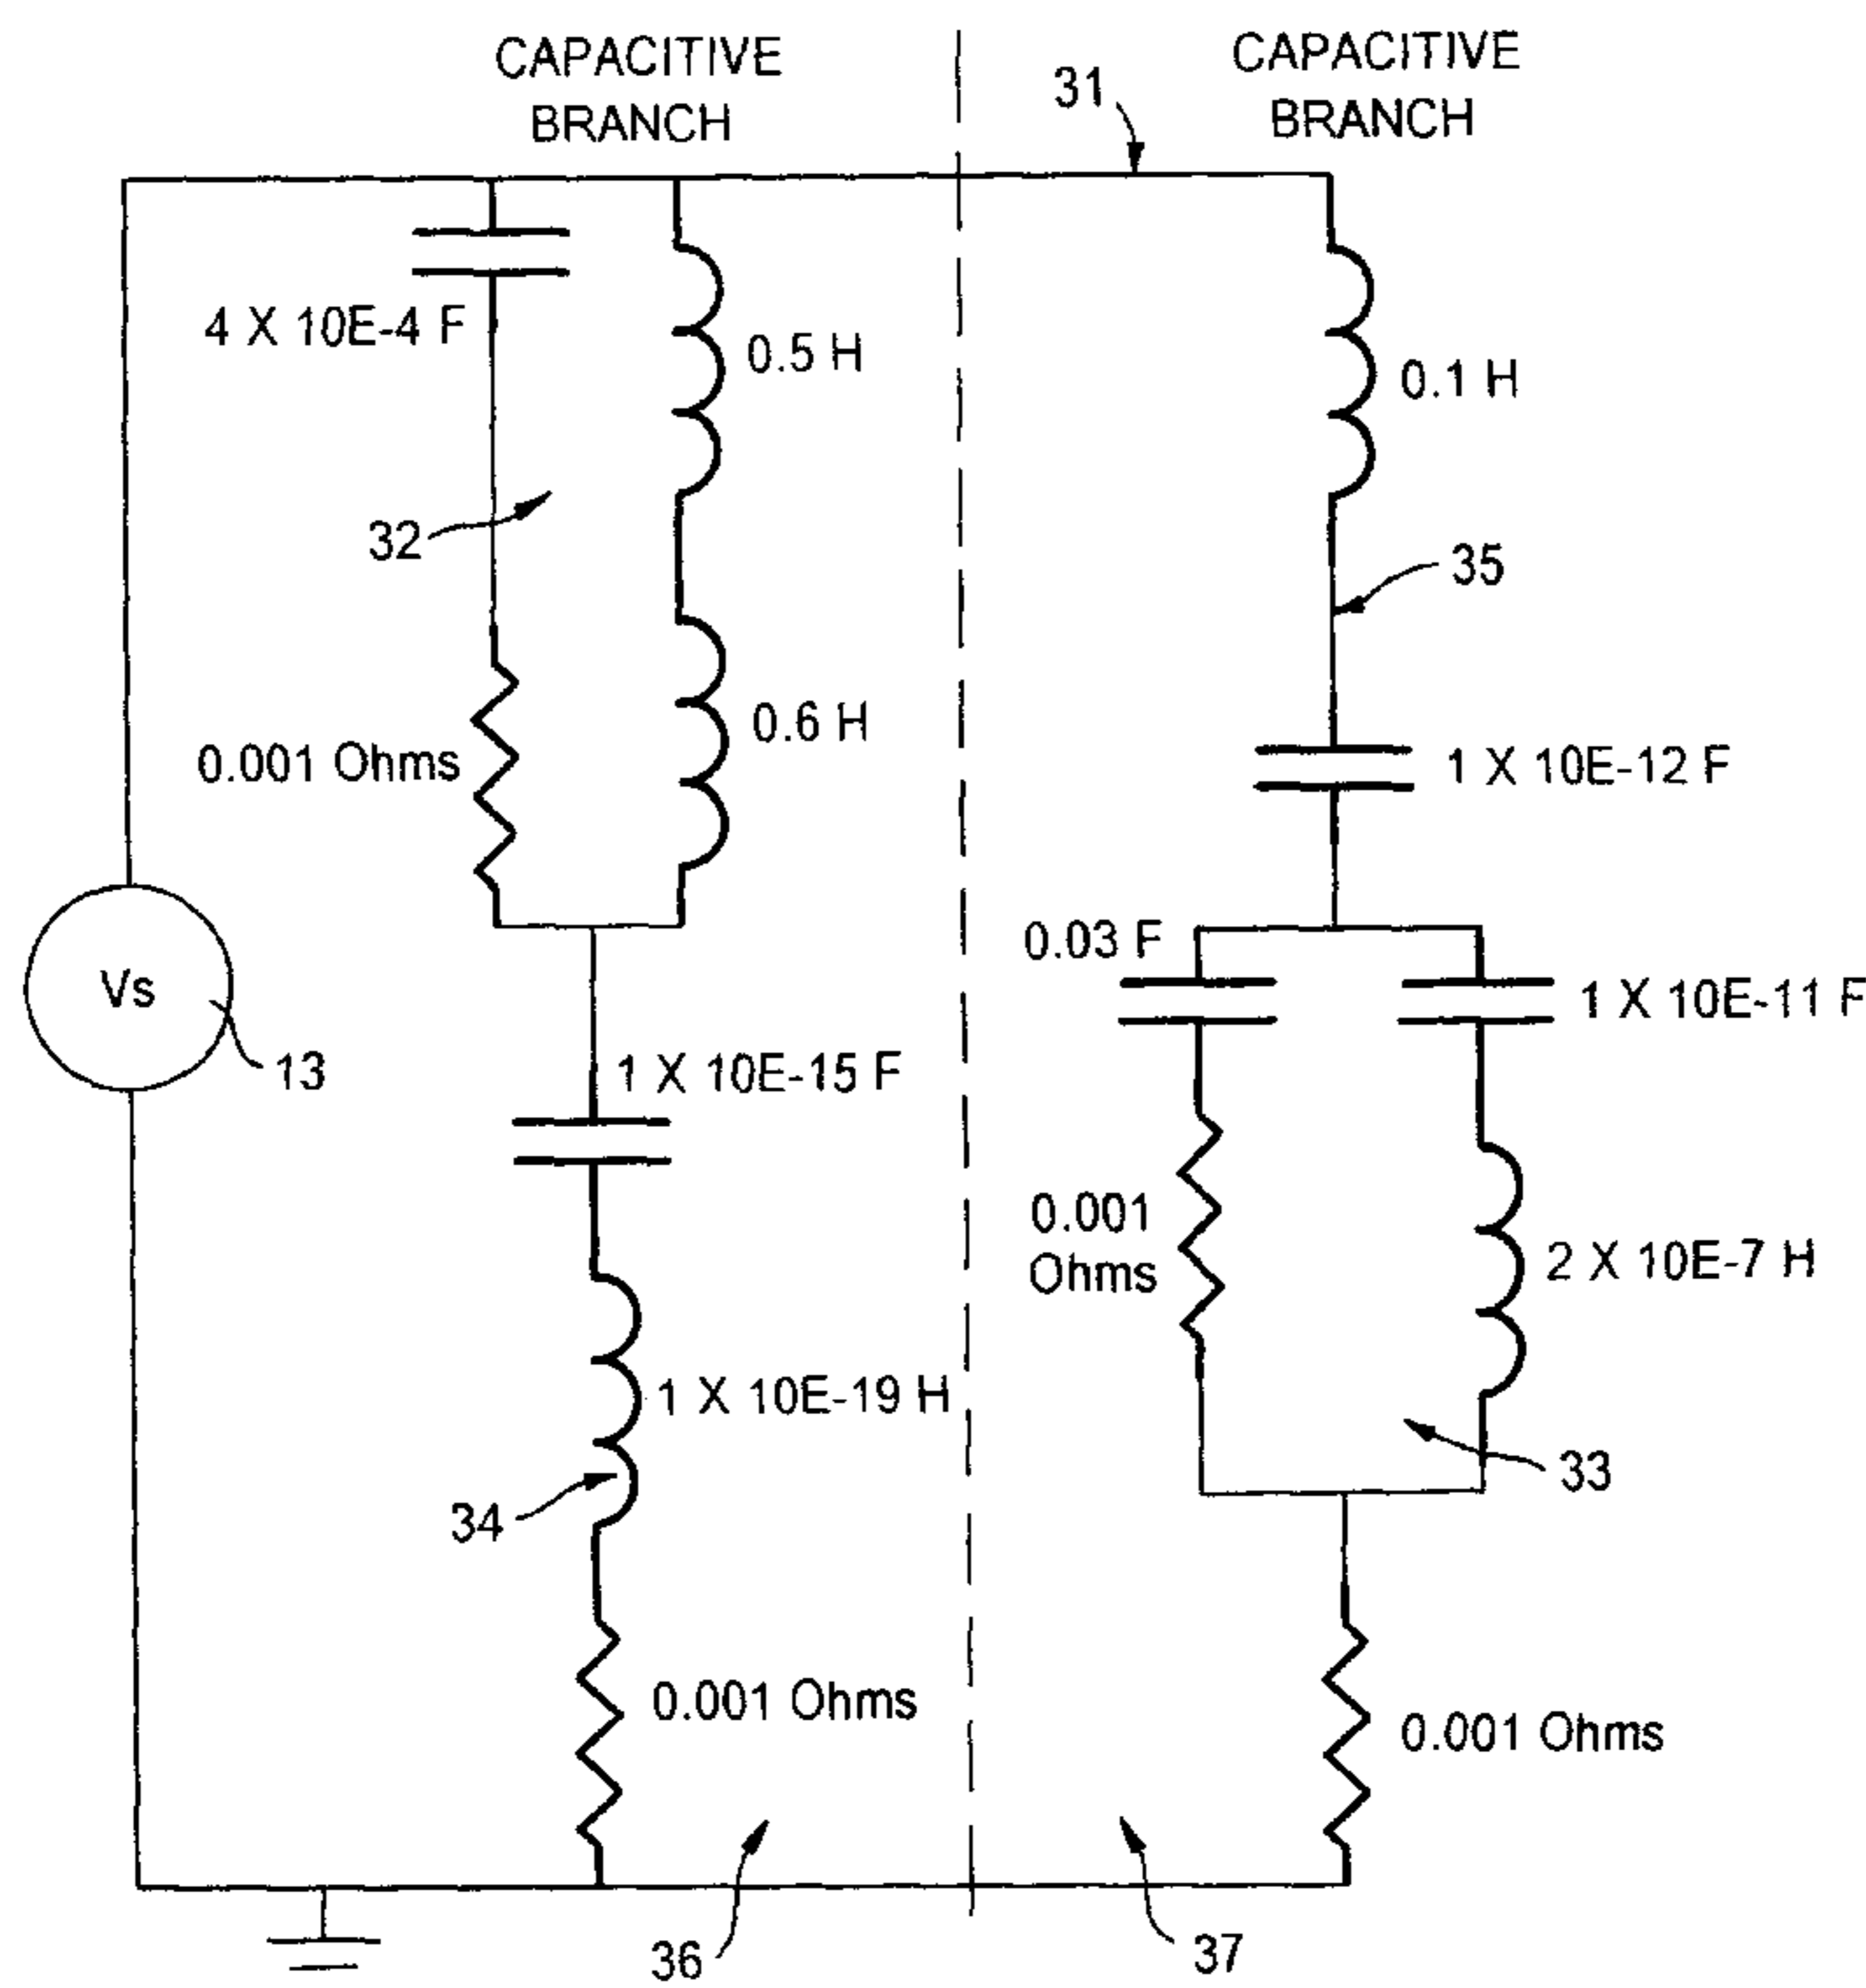 CAPACITIVE
BRANCH
CAPACITIVE
BRANCH
31
4 X 10E-4 F
0.5 H
0.1 H
32
35
0.001 Ohms
0.6 H
1 X 10E-12 F
Vs
13
0.03 F
1 X 10E-11 F
1 X 10E-15 F
0.001
Ohms
2 X 10E-7 H
1 X 10E-19 H
34
33
0.001 Ohms
0.001 Ohms
36
37